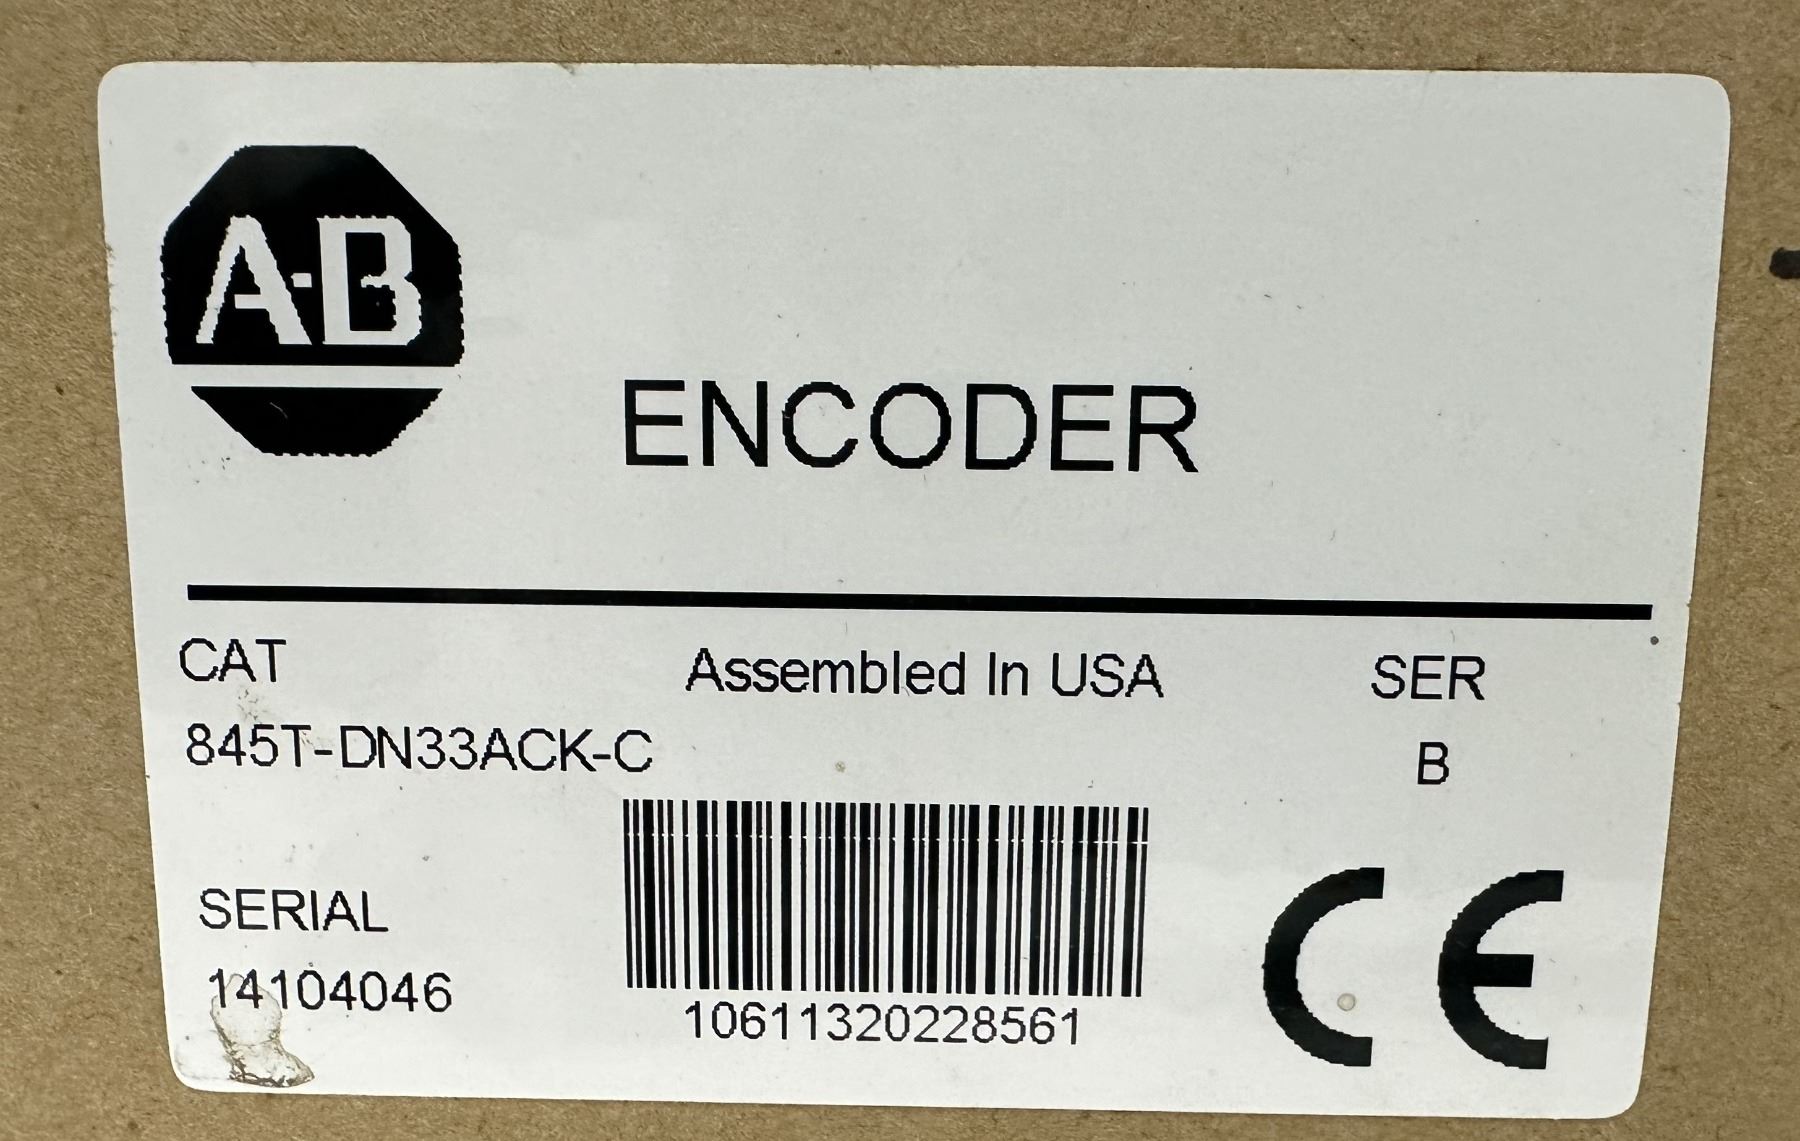 A-B
ENCODER
CAT
Assembled In USA
SER
845T-DN33ACK-C
B
SERIAL
14104046
10611320228561
CE